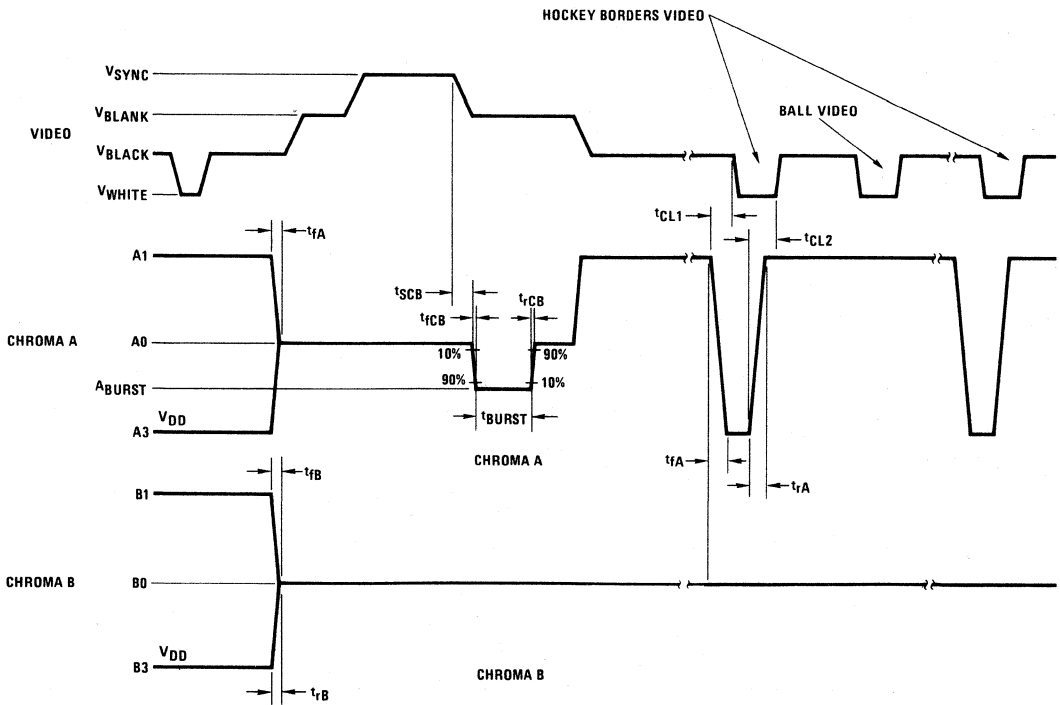 HOCKEY BORDERS VIDEO
VSYNC
VBLANK
BALL VIDEO
VIDEO
VBLACK
VWHITE
tCL1
tfA
tCL2
A1
tSCB
trCB
tfCB
CHROMA A
A0
10%
90%
90%
10%
ABURST
VDD
tBURST
A3
CHROMA A
tfB
tfA
trA
B1
CHROMA B
B0
VDD
B3
CHROMA B
trB